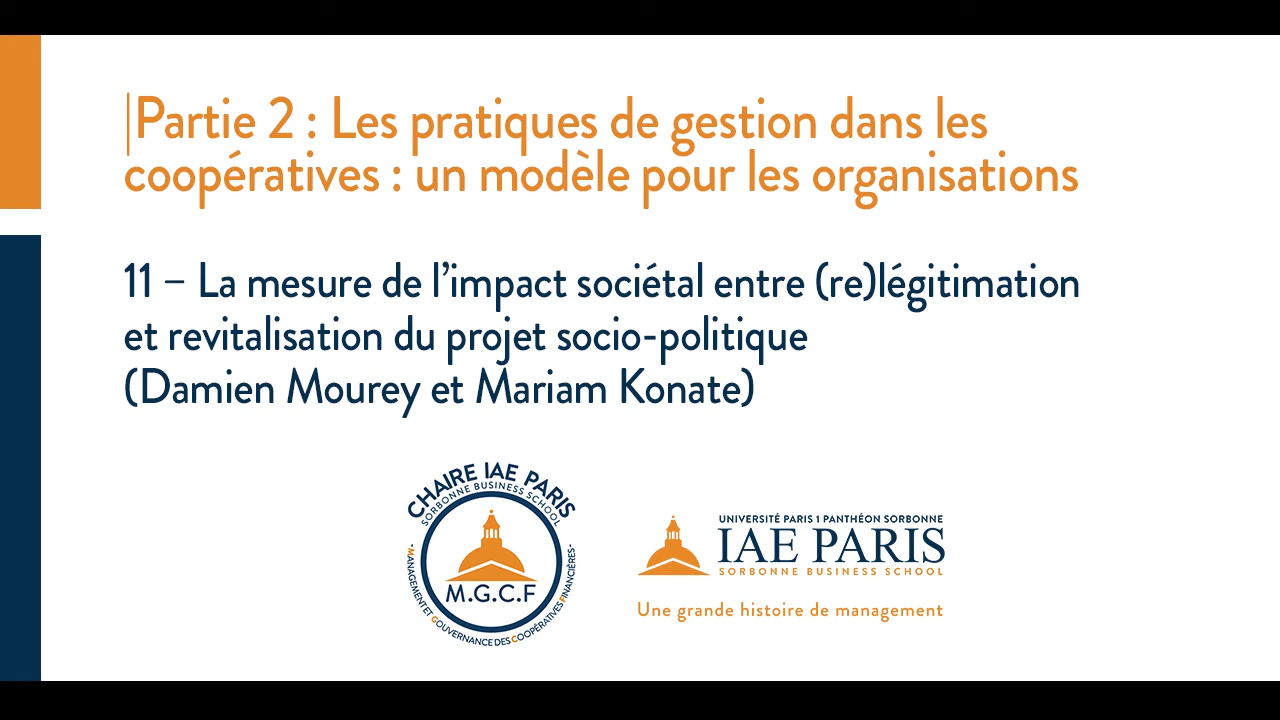 Partie 2 : Les pratiques de gestion dans les
coopératives : un modèle pour les organisations
11 – La mesure de l’impact sociétal entre (re)légitimation
et revitalisation du projet socio-politique
(Damien Mourey et Mariam Konate)
CHAIRE IAE PARIS
SORBONNE BUSINESS SCHOOL
M.G.C.F
-MANAGEMENT ET GOUVERNANCE DES COOPÉRATIVES FINANCIÈRES-
UNIVERSITÉ PARIS 1 PANTHÉON SORBONNE
IAE PARIS
SORBONNE BUSINESS SCHOOL
Une grande histoire de management